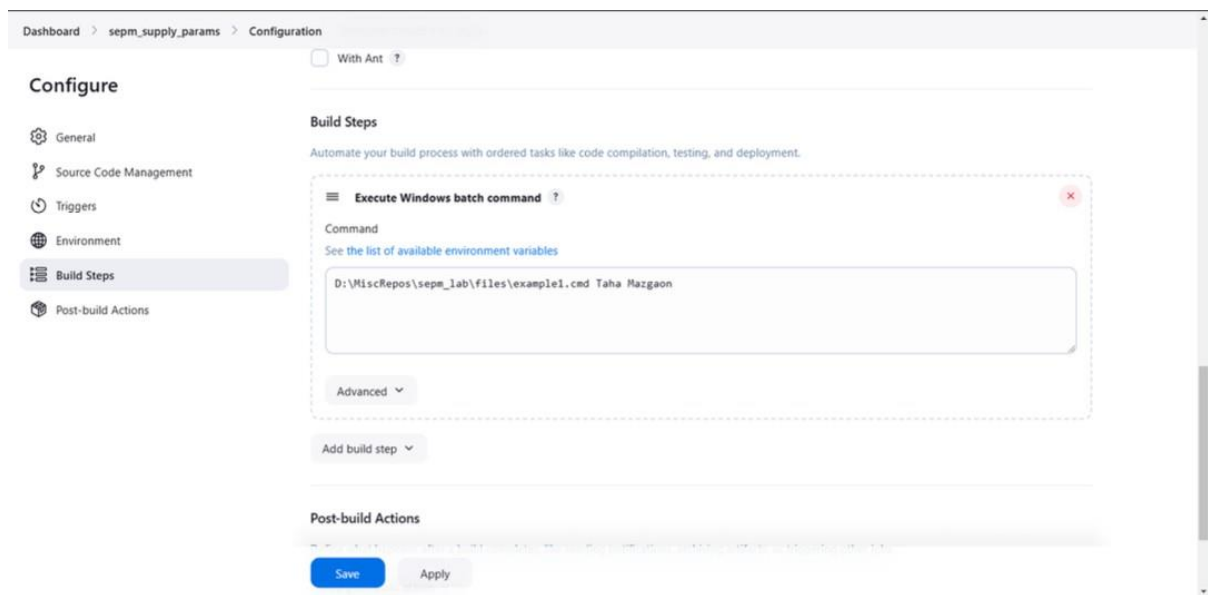 Dashboard > sepm_supply_params > Configuration
With Ant ?
Configure
General
Source Code Management
Triggers
Environment
Build Steps
Post-build Actions
Build Steps
Automate your build process with ordered tasks like code compilation, testing, and deployment.
Execute Windows batch command ?
Command
See the list of available environment variables
D:\MiscRepos\sepm_lab\files\example1.cmd Taha Mazgaon
Advanced
Add build step
Post-build Actions
Save
Apply